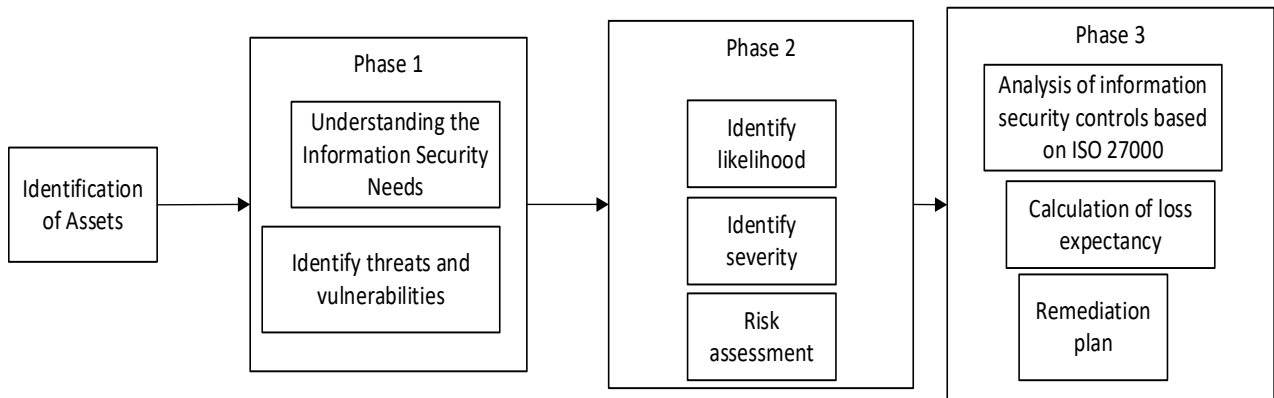 Identification
of Assets
Phase 1
Understanding the
Information Security
Needs
Identify threats and
vulnerabilities
Phase 2
Identify
likelihood
Identify
severity
Risk
assessment
Phase 3
Analysis of information
security controls based
on ISO 27000
Calculation of loss
expectancy
Remediation
plan